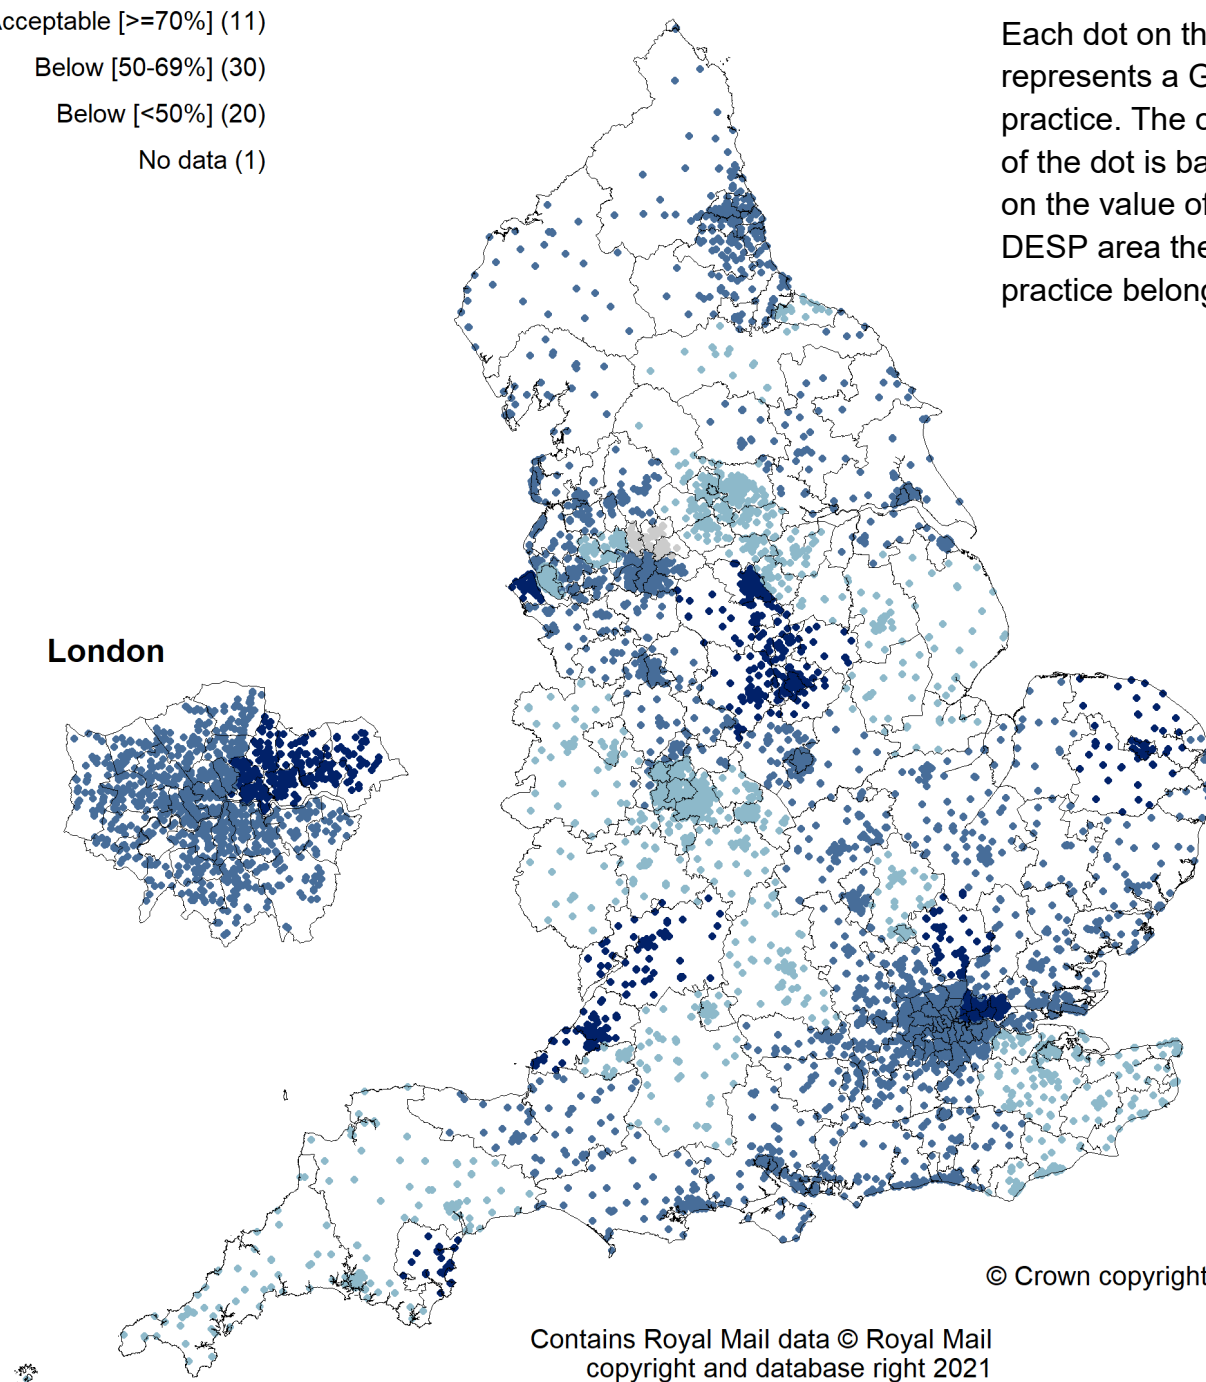 Acceptable [>=70%] (11)
Below [50-69%] (30)
Below [<50%] (20)
No data (1)
Each dot on th
represents a G
practice. The
of the dot is ba
on the value of
DESP area the
practice belong
London
© Crown copyright
Contains Royal Mail data © Royal Mail
copyright and database right 2021